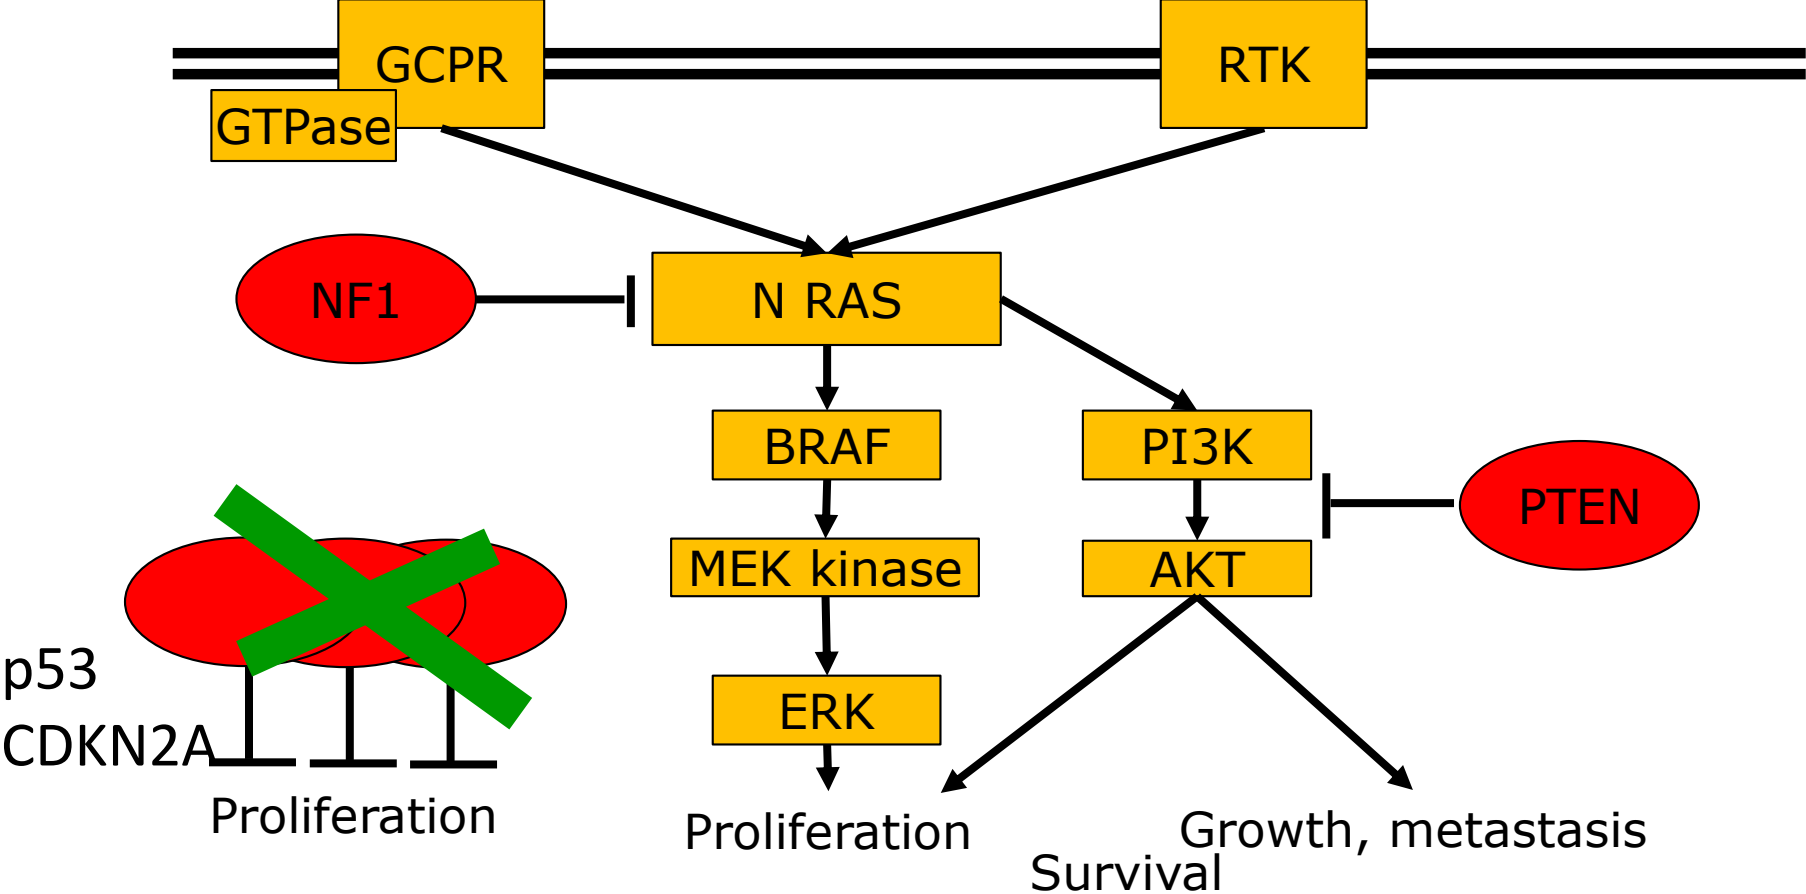 GCPR
RTK
GTPase
NF1
N RAS
BRAF
PI3K
PTEN
MEK kinase
AKT
p53
CDKN2A
ERK
Proliferation
Proliferation
Growth, metastasis
Survival